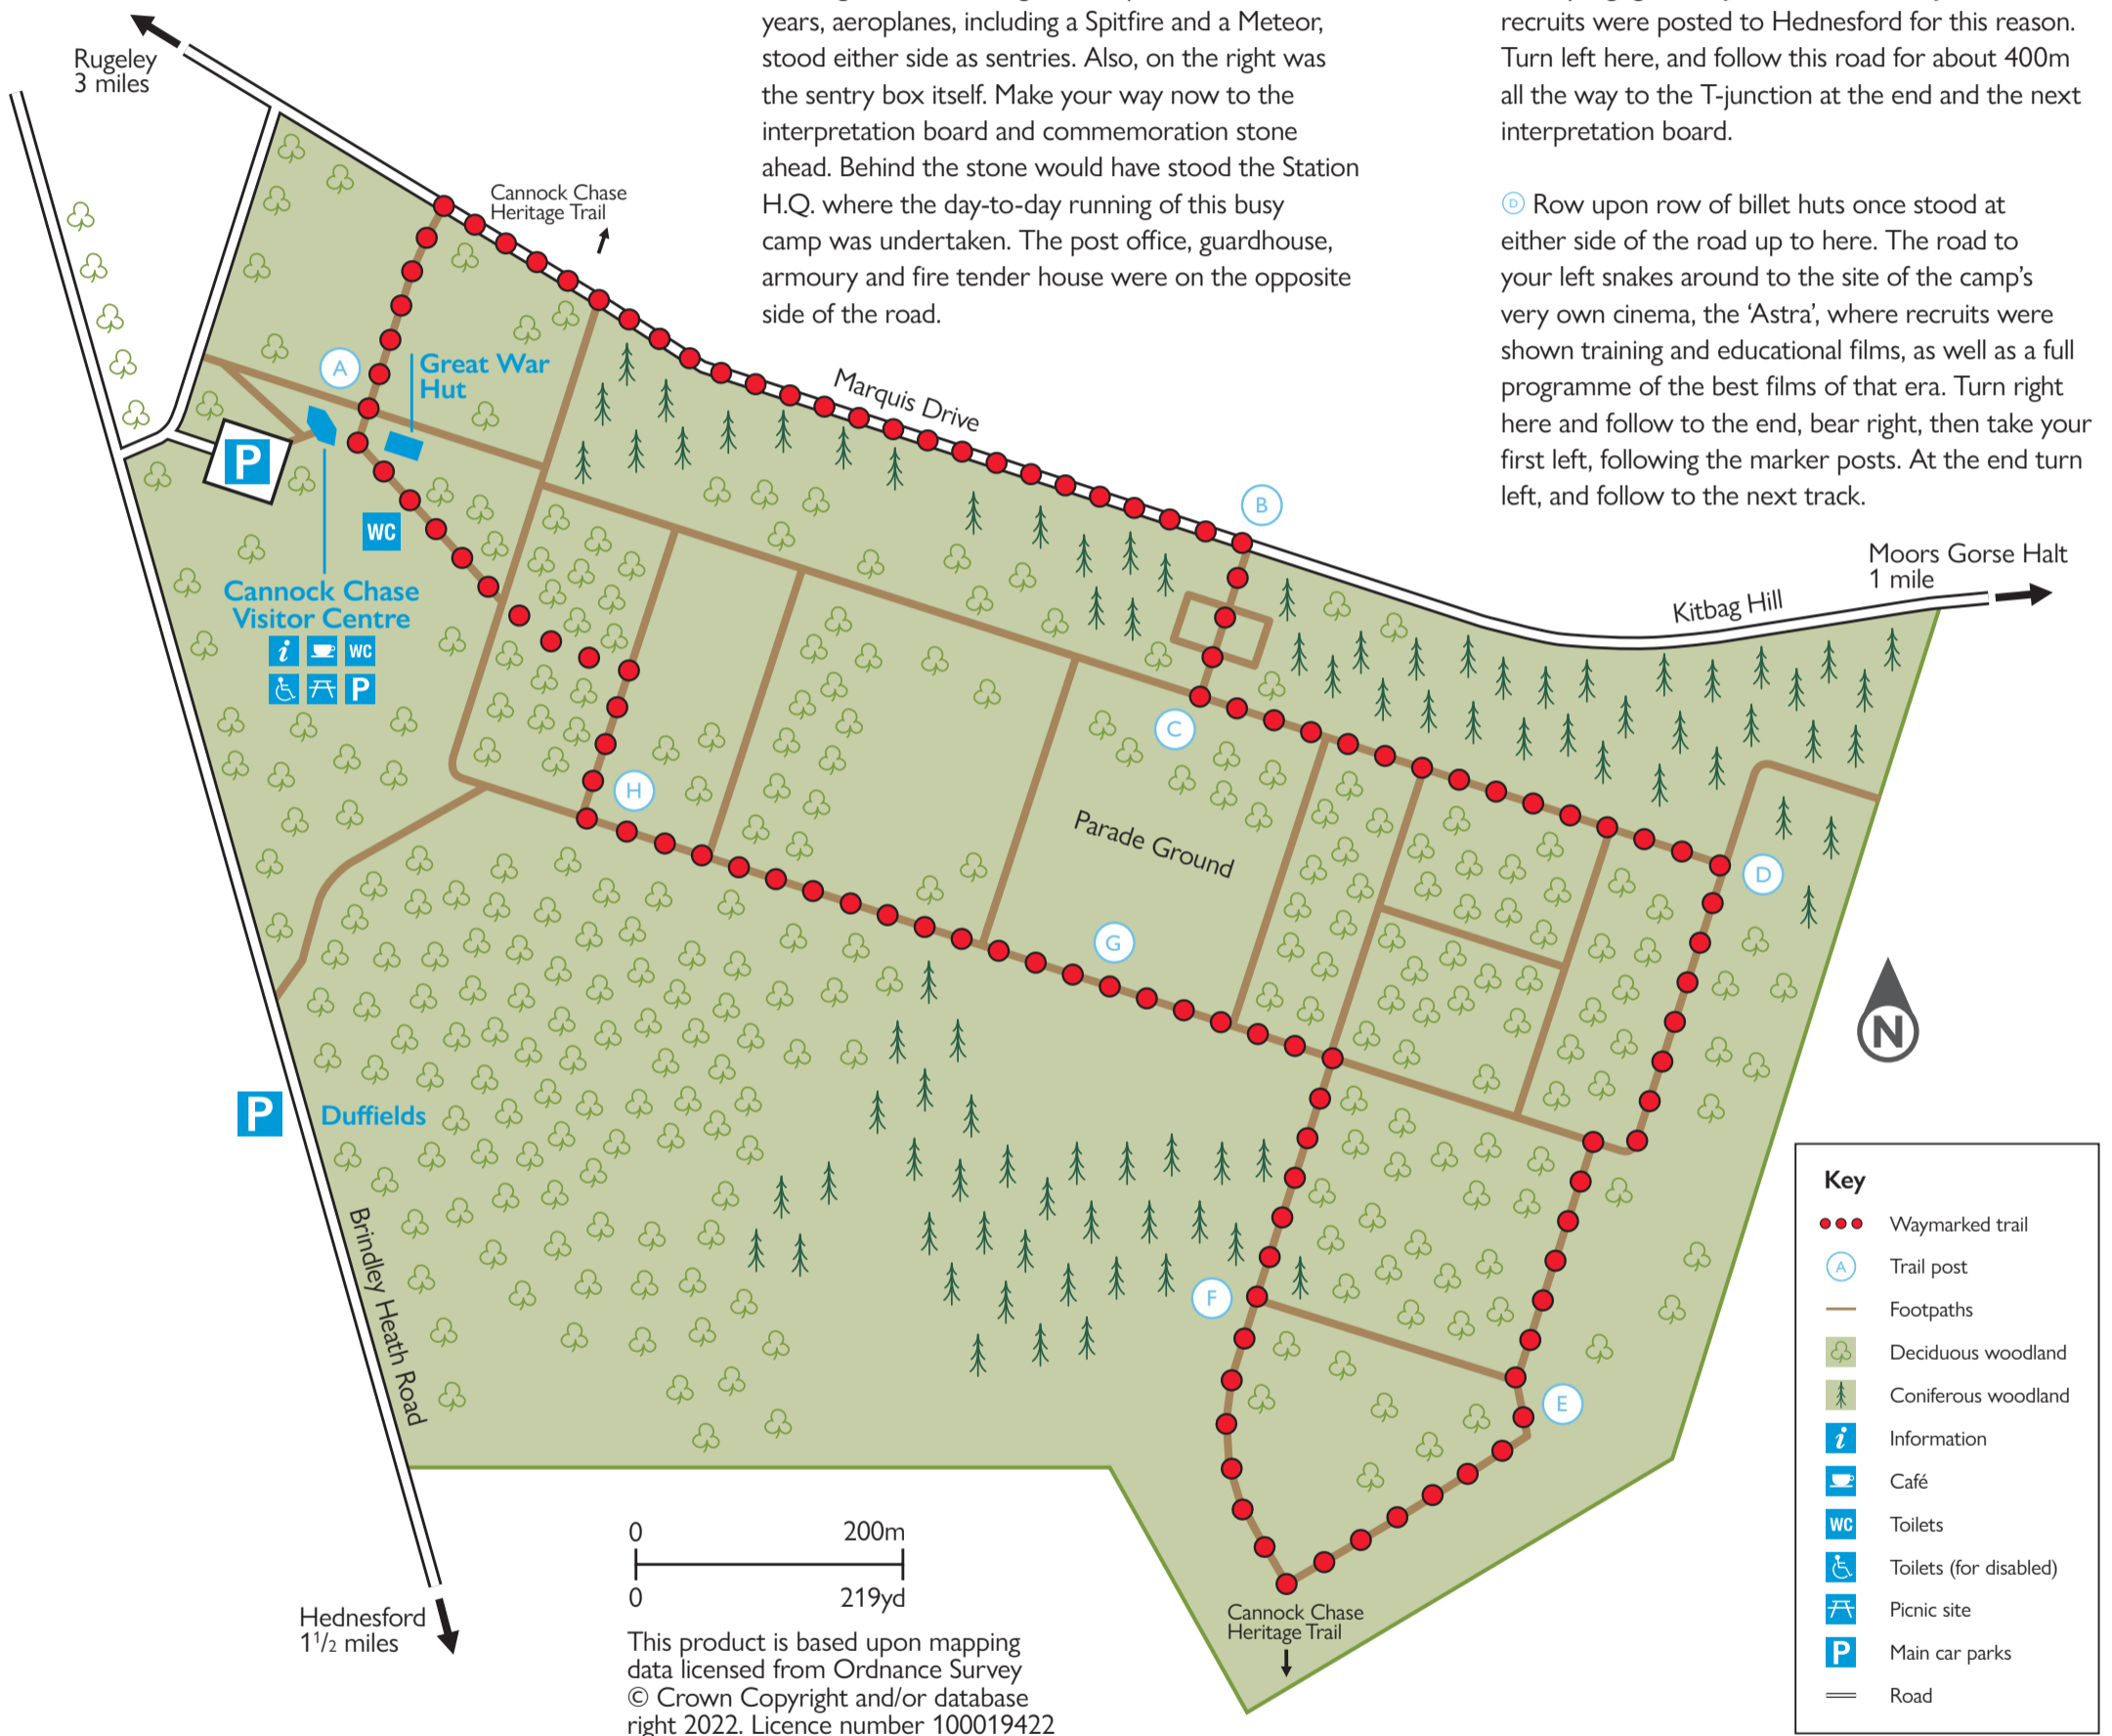 years, aeroplanes, including a Spitfire and a Meteor,
stood either side as sentries. Also, on the right was
the sentry box itself. Make your way now to the
interpretation board and commemoration stone
ahead. Behind the stone would have stood the Station
H.Q. where the day-to-day running of this busy
camp was undertaken. The post office, guardhouse,
armoury and fire tender house were on the opposite
side of the road.
recruits were posted to Hednesford for this reason.
Turn left here, and follow this road for about 400m
all the way to the T-junction at the end and the next
interpretation board.
D Row upon row of billet huts once stood at
either side of the road up to here. The road to
your left snakes around to the site of the camp's
very own cinema, the ‘Astra’, where recruits were
shown training and educational films, as well as a full
programme of the best films of that era. Turn right
here and follow to the end, bear right, then take your
first left, following the marker posts. At the end turn
left, and follow to the next track.
Rugeley
3 miles
Cannock Chase
Heritage Trail
A
Great War
Hut
Marquis Drive
P
WC
B
Moors Gorse Halt
1 mile
Kitbag Hill
Cannock Chase
Visitor Centre
i
WC
P
C
H
Parade Ground
D
G
N
P
Duffields
Brindley Heath Road
F
E
Hednesford
1 1/2 miles
0
200m
0
219yd
Cannock Chase
Heritage Trail
This product is based upon mapping
data licensed from Ordnance Survey
© Crown Copyright and/or database
right 2022. Licence number 100019422
Key
Waymarked trail
A Trail post
Footpaths
Deciduous woodland
Coniferous woodland
i Information
Café
WC Toilets
Toilets (for disabled)
Picnic site
P Main car parks
Road